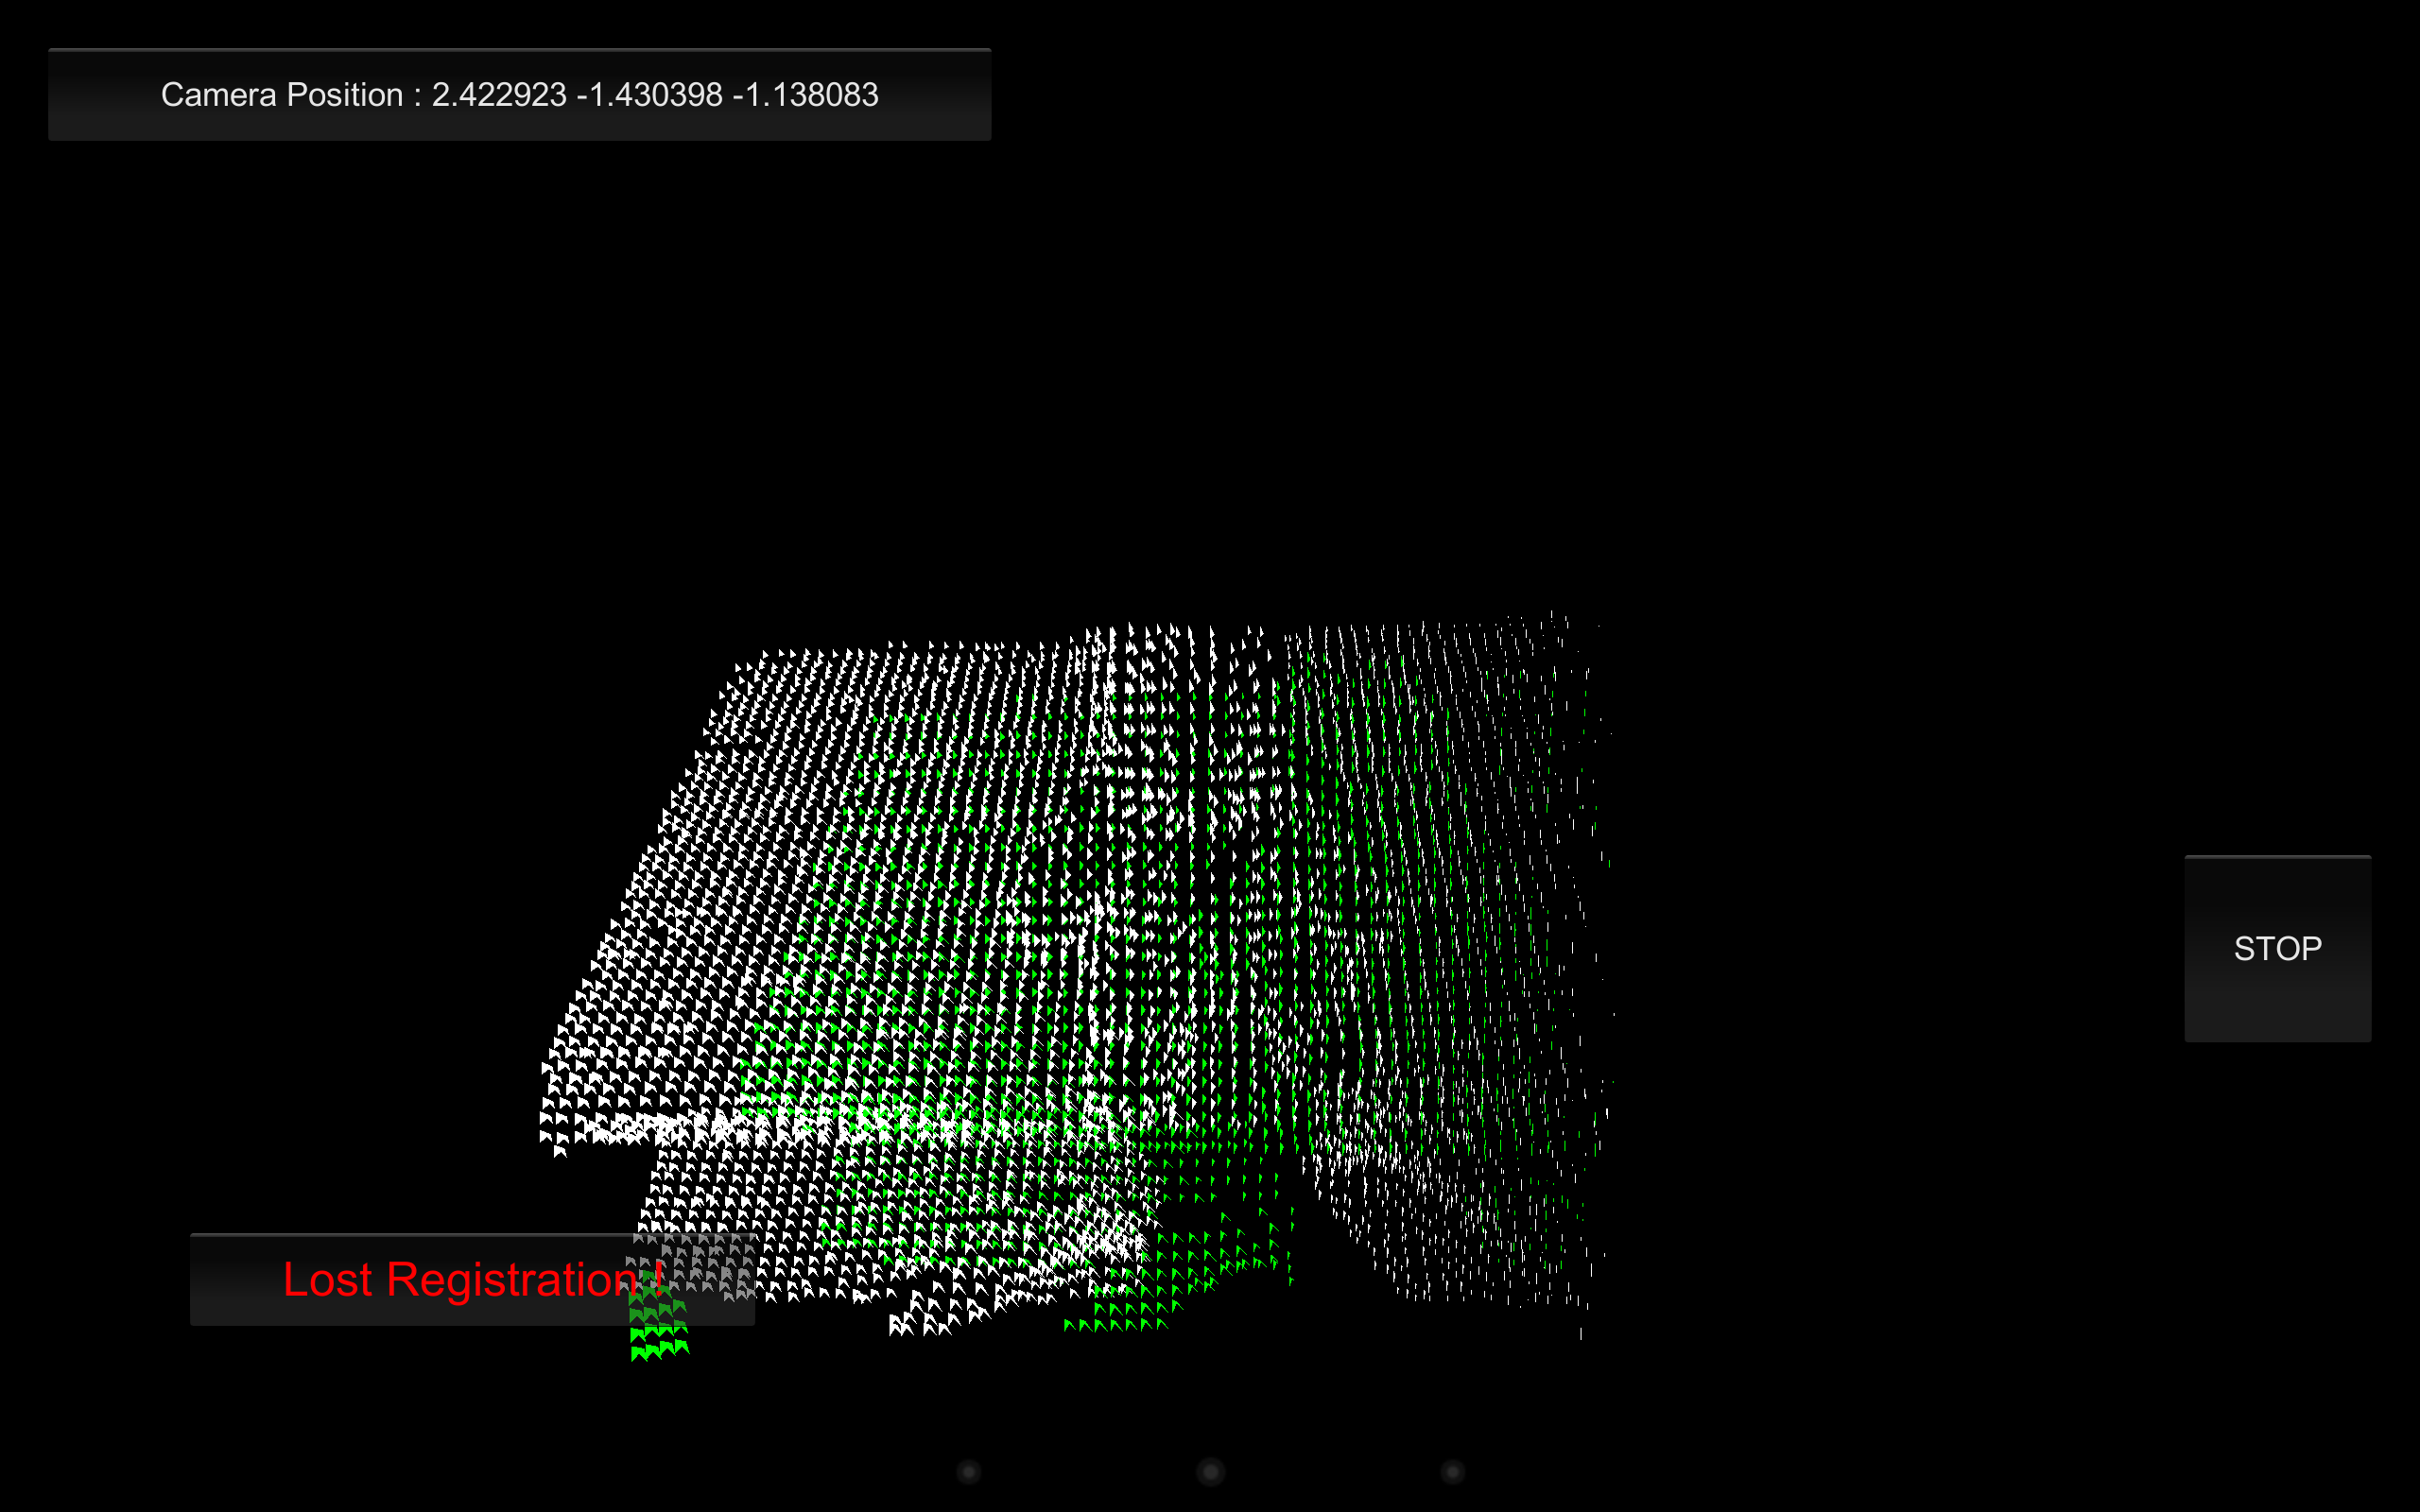 Camera Position : 2.422923 -1.430398 -1.138083
STOP
Lost Registration !